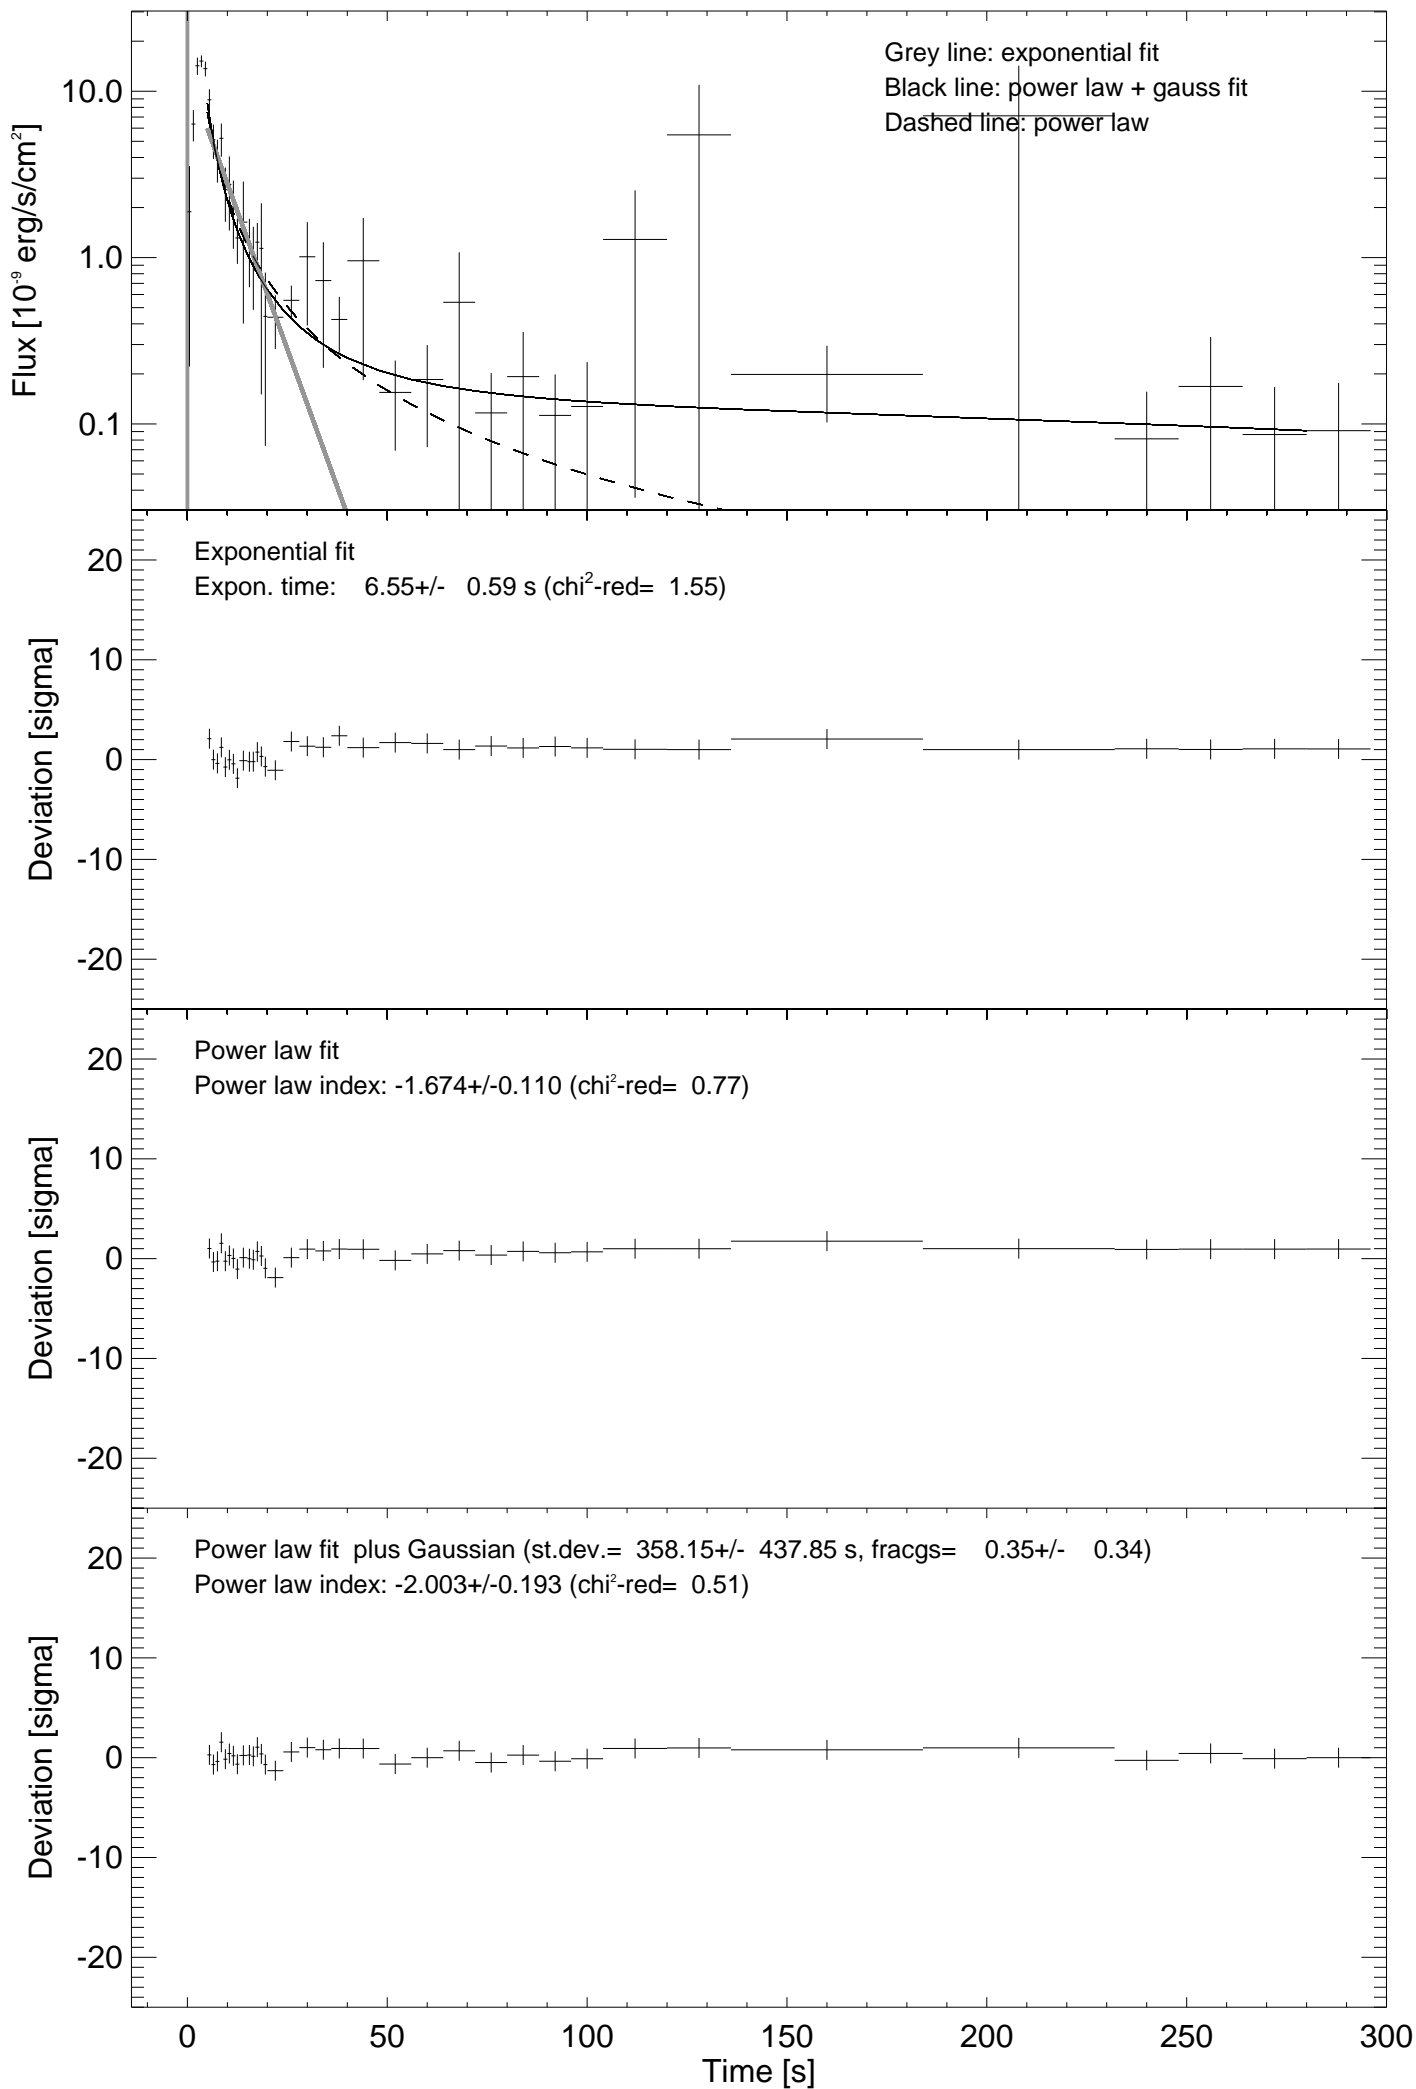 Grey line: exponential fit
Black line: power law + gauss fit
Dashed line: power law
10.0
1.0
0.1
Flux [10-9 erg/s/cm2]
Exponential fit
Expon. time: 6.55+/- 0.59 s (chi2-red= 1.55)
20
10
0
-10
-20
Deviation [sigma]
Power law fit
Power law index: -1.674+/-0.110 (chi2-red= 0.77)
20
10
0
-10
-20
Deviation [sigma]
Power law fit plus Gaussian (st.dev.= 358.15+/- 437.85 s, fracgs= 0.35+/- 0.34)
Power law index: -2.003+/-0.193 (chi2-red= 0.51)
20
10
0
-10
-20
Deviation [sigma]
0 50 100 150 200 250 300
Time [s]